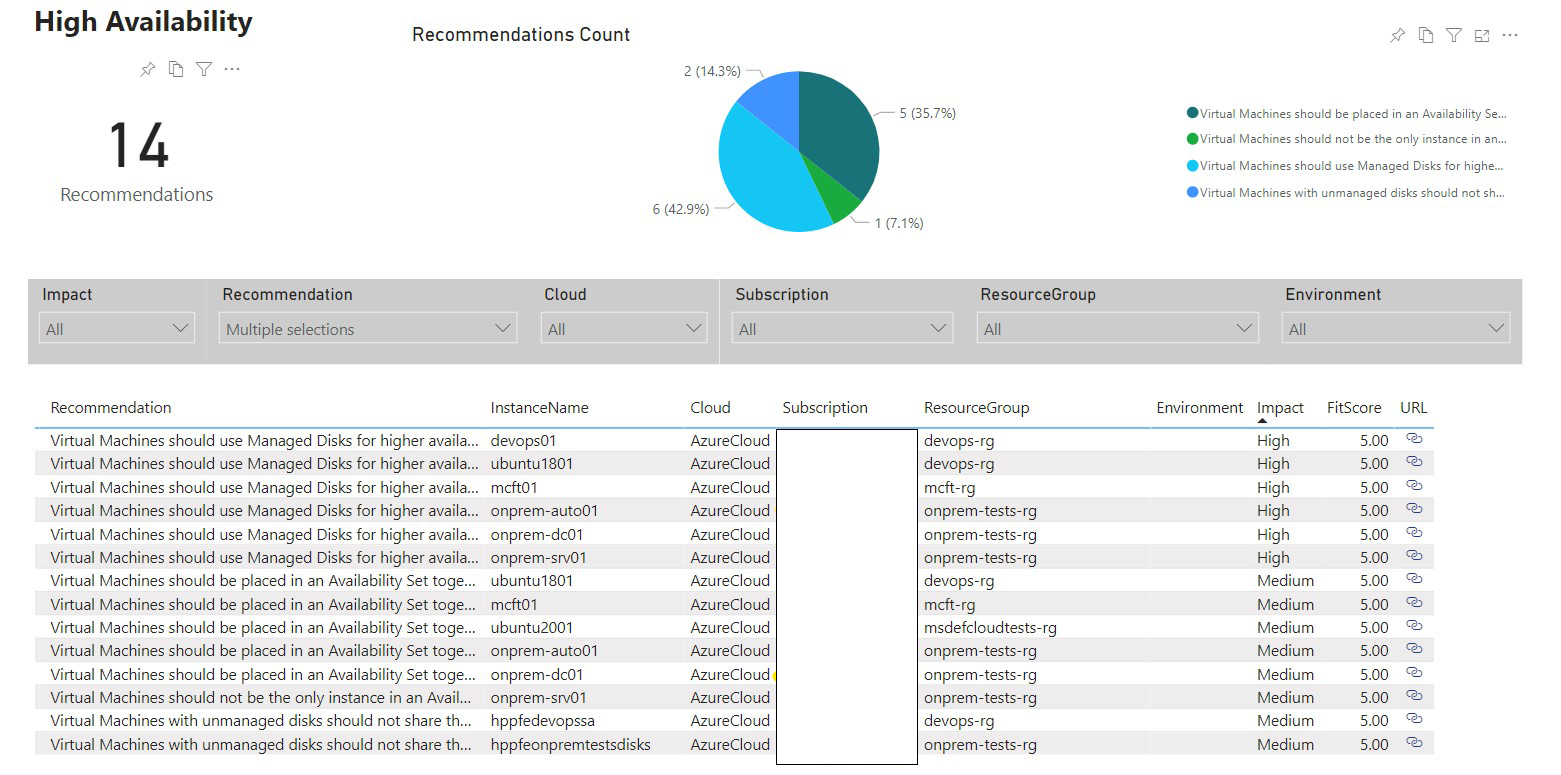 High Availability
Recommendations Count
14
Recommendations
2 (14.3%)
5 (35.7%)
6 (42.9%)
1 (7.1%)
Virtual Machines should be placed in an Availability Se...
Virtual Machines should not be the only instance in an...
Virtual Machines should use Managed Disks for highe...
Virtual Machines with unmanaged disks should not sh...
Impact Recommendation Cloud Subscription ResourceGroup Environment
All Multiple selections All All All All
Recommendation InstanceName Cloud Subscription ResourceGroup Environment Impact FitScore URL
Virtual Machines should use Managed Disks for higher availa... devops01 AzureCloud devops-rg High 5.00
Virtual Machines should use Managed Disks for higher availa... ubuntu1801 AzureCloud devops-rg High 5.00
Virtual Machines should use Managed Disks for higher availa... mcft01 AzureCloud mcft-rg High 5.00
Virtual Machines should use Managed Disks for higher availa... onprem-auto01 AzureCloud onprem-tests-rg High 5.00
Virtual Machines should use Managed Disks for higher availa... onprem-dc01 AzureCloud onprem-tests-rg High 5.00
Virtual Machines should use Managed Disks for higher availa... onprem-srv01 AzureCloud onprem-tests-rg High 5.00
Virtual Machines should be placed in an Availability Set toge... ubuntu1801 AzureCloud devops-rg Medium 5.00
Virtual Machines should be placed in an Availability Set toge... mcft01 AzureCloud mcft-rg Medium 5.00
Virtual Machines should be placed in an Availability Set toge... ubuntu2001 AzureCloud msdefcloudtests-rg Medium 5.00
Virtual Machines should be placed in an Availability Set toge... onprem-auto01 AzureCloud onprem-tests-rg Medium 5.00
Virtual Machines should be placed in an Availability Set toge... onprem-dc01 AzureCloud onprem-tests-rg Medium 5.00
Virtual Machines should not be the only instance in an Avail... onprem-srv01 AzureCloud onprem-tests-rg Medium 5.00
Virtual Machines with unmanaged disks should not share th... hppfedevopssa AzureCloud devops-rg Medium 5.00
Virtual Machines with unmanaged disks should not share th... hppfeonpremtestsdisks AzureCloud onprem-tests-rg Medium 5.00